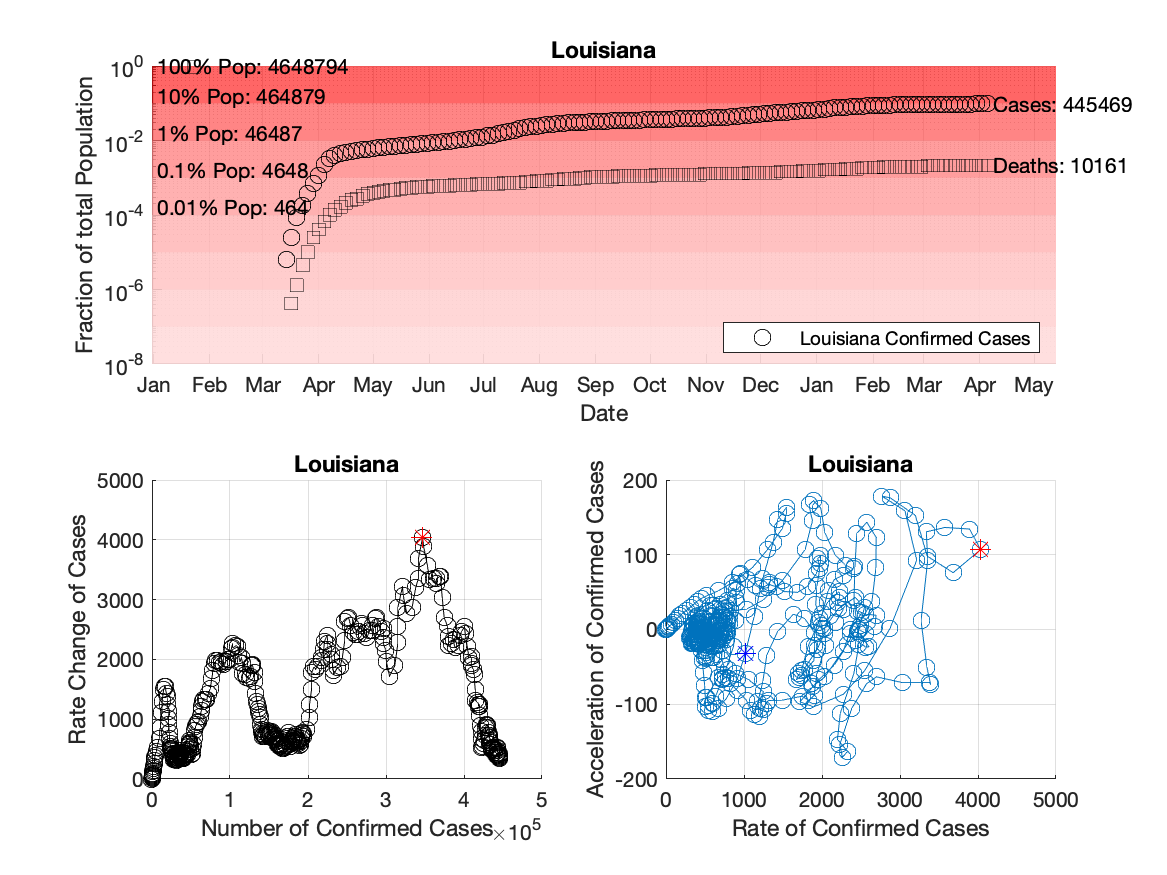 Louisiana
10^0
10^-2
10^-4
10^-6
10^-8
Fraction of total Population
100% Pop: 4648794
10% Pop: 464879
1% Pop: 46487
0.1% Pop: 4648
0.01% Pop: 464
Cases: 445469
Deaths: 10161
Louisiana Confirmed Cases
Jan Feb Mar Apr May Jun Jul Aug Sep Oct Nov Dec Jan Feb Mar Apr May
Date
Louisiana
5000
4000
3000
2000
1000
0
Rate Change of Cases
0 1 2 3 4 5
Number of Confirmed Cases ×10^5
Louisiana
200
100
0
-100
-200
Acceleration of Confirmed Cases
0 1000 2000 3000 4000 5000
Rate of Confirmed Cases